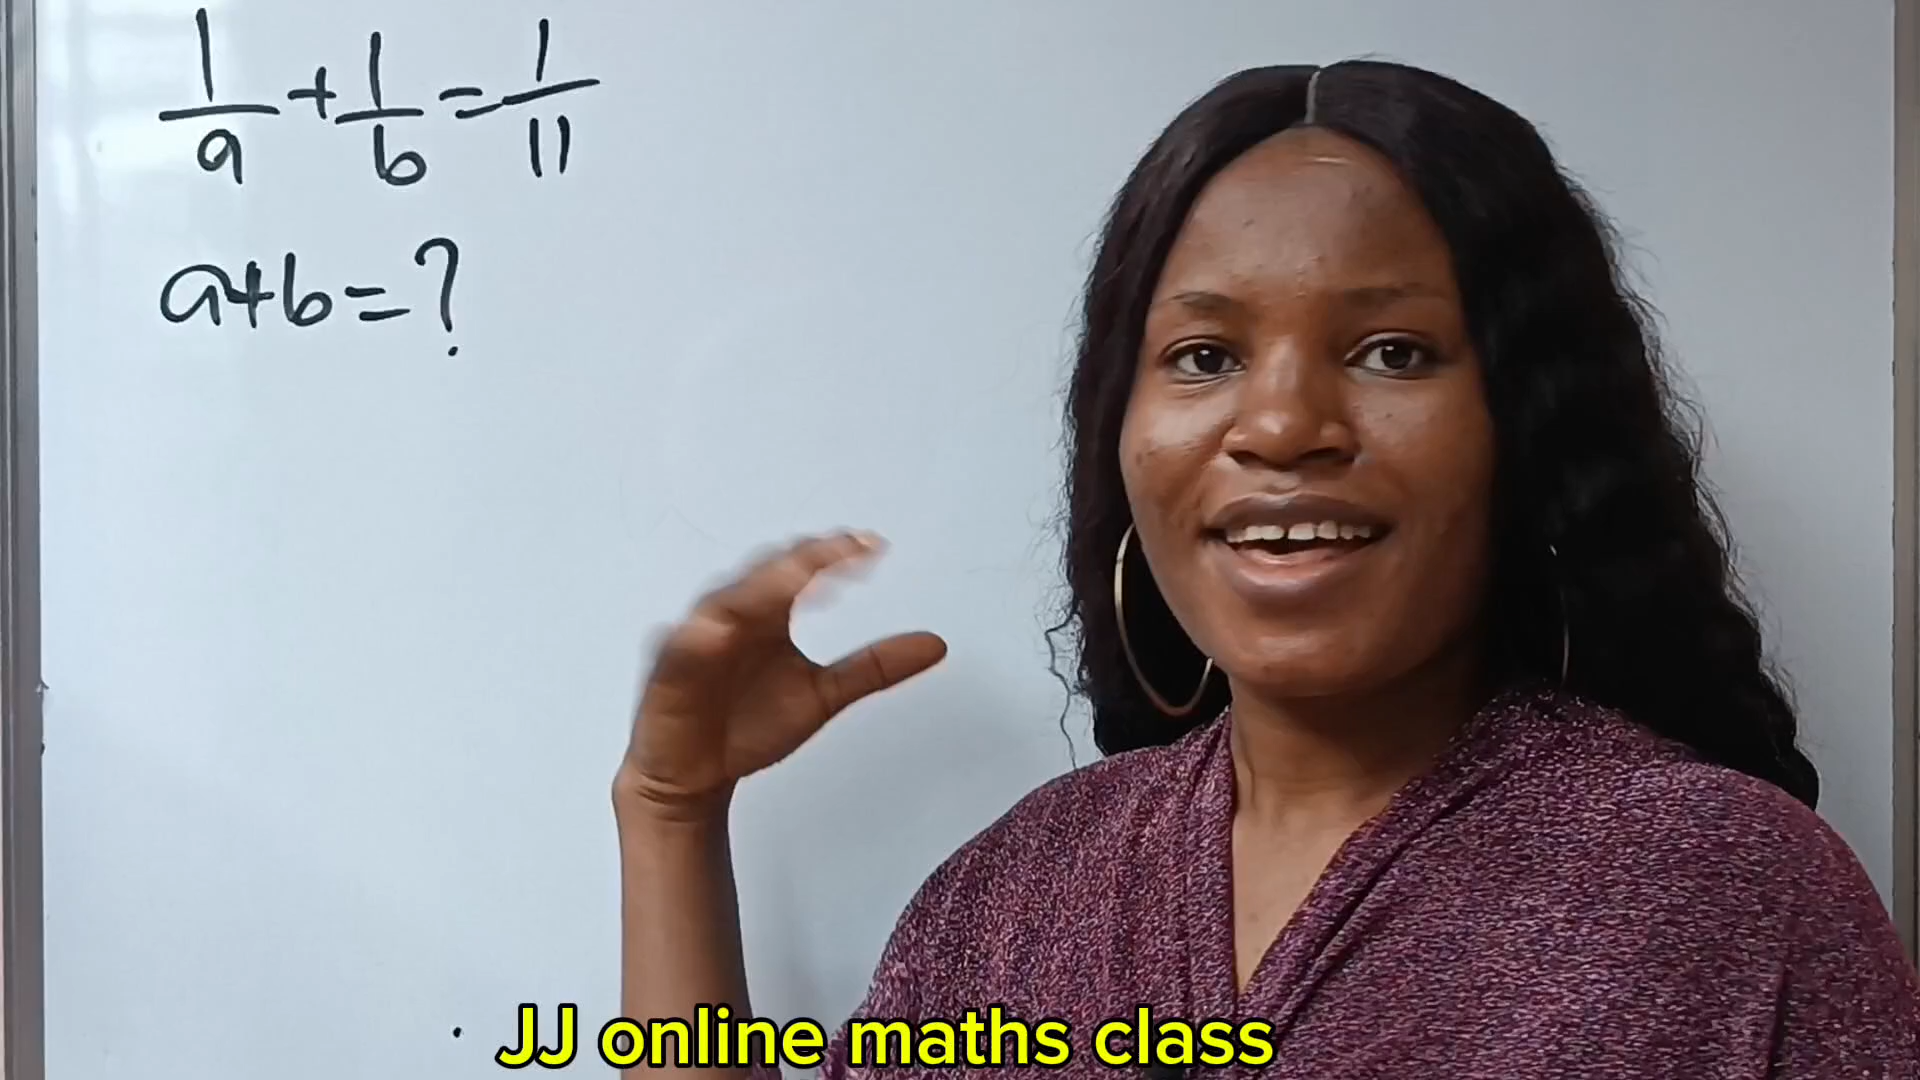 1/a + 1/b = 1/11
a+b=?
JJ online maths class